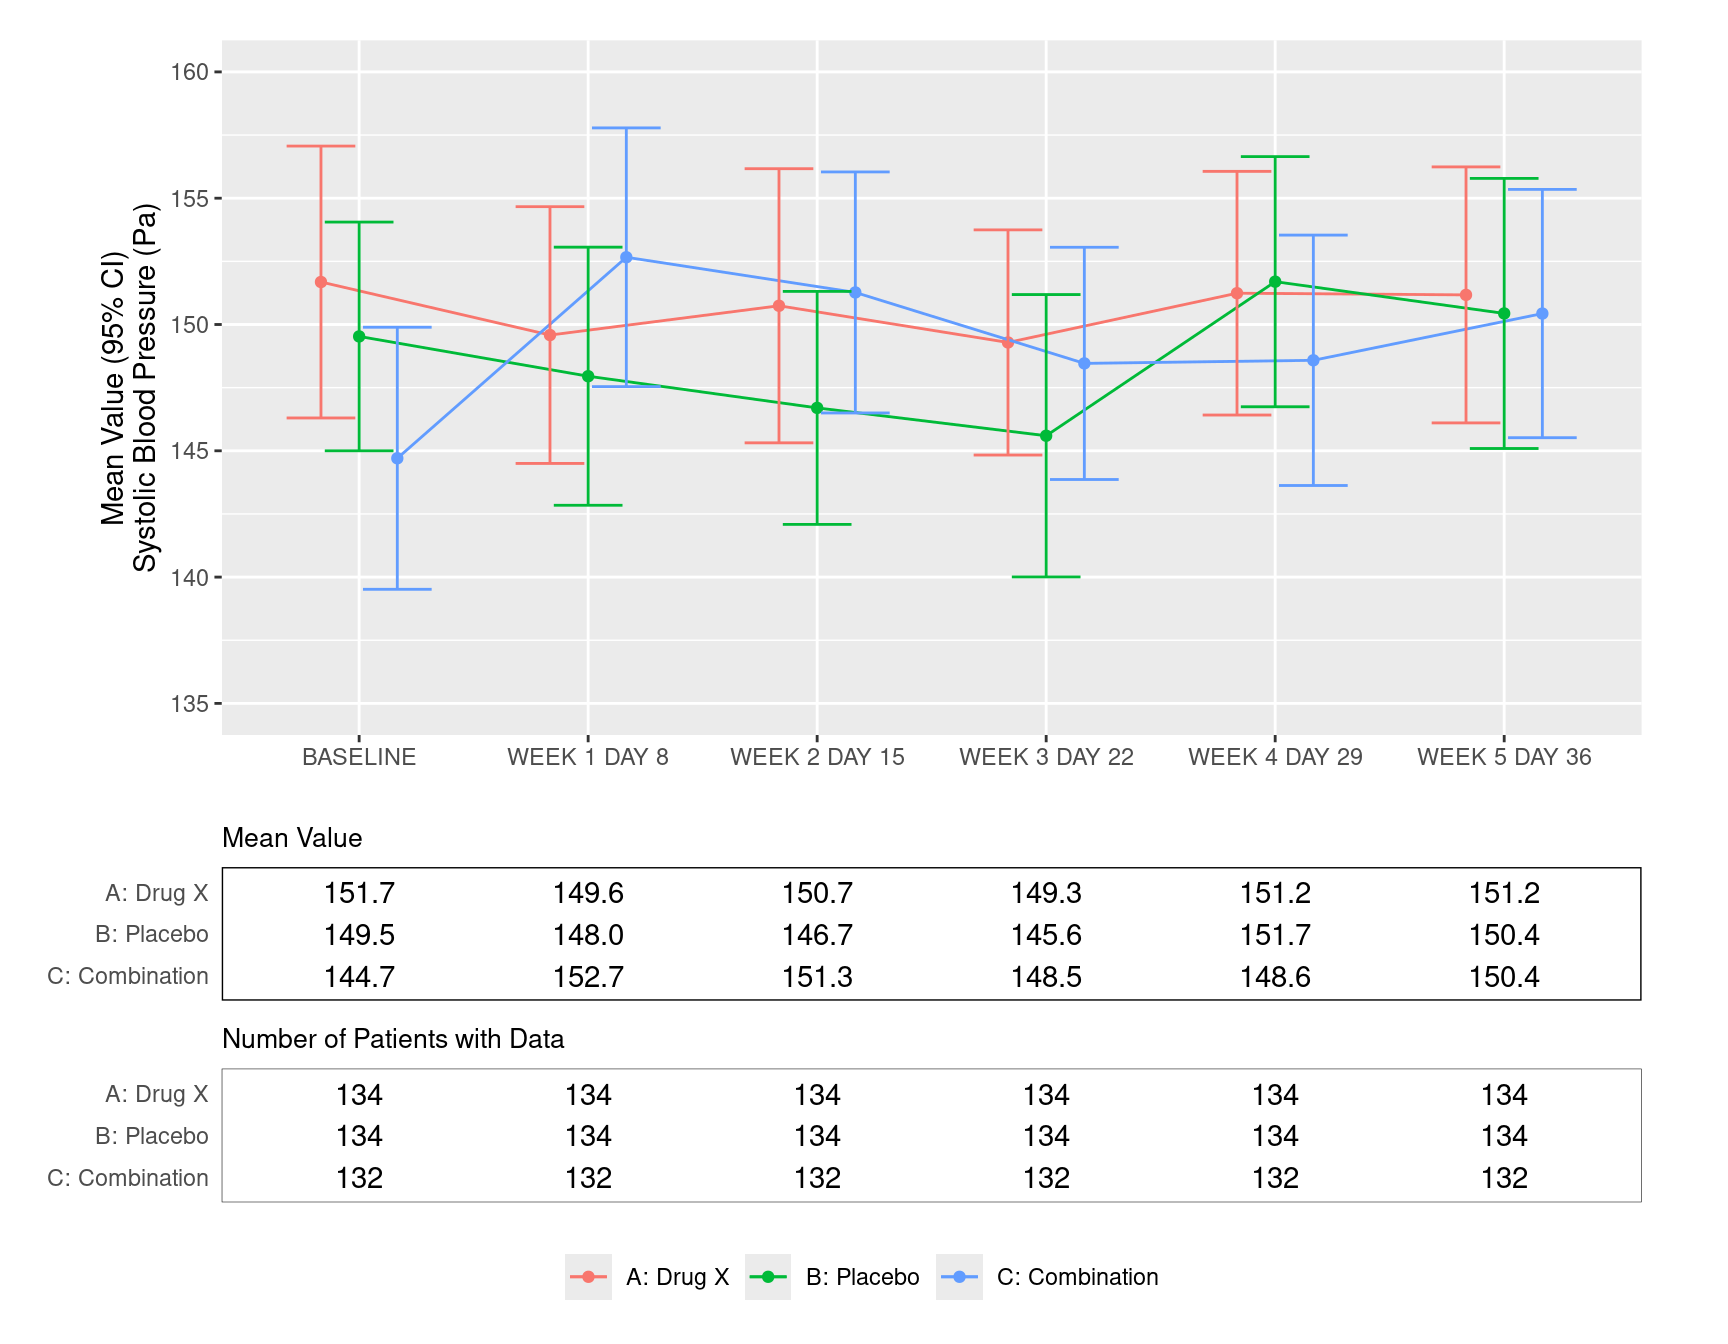 Mean Value (95% CI)
Systolic Blood Pressure (Pa)
160
155
150
145
140
135
BASELINE WEEK 1 DAY 8 WEEK 2 DAY 15 WEEK 3 DAY 22 WEEK 4 DAY 29 WEEK 5 DAY 36
Mean Value
A: Drug X 151.7 149.6 150.7 149.3 151.2 151.2
B: Placebo 149.5 148.0 146.7 145.6 151.7 150.4
C: Combination 144.7 152.7 151.3 148.5 148.6 150.4
Number of Patients with Data
A: Drug X 134 134 134 134 134 134
B: Placebo 134 134 134 134 134 134
C: Combination 132 132 132 132 132 132
A: Drug X B: Placebo C: Combination